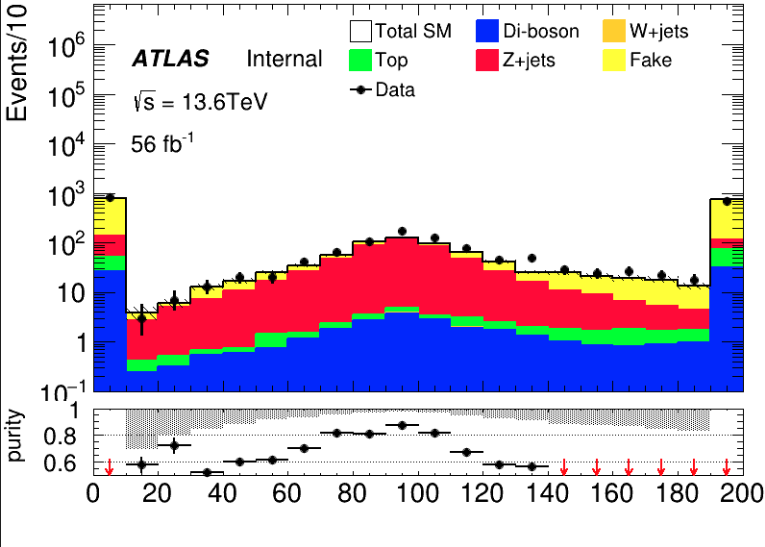 Events/10
10⁶
10⁵
10⁴
10³
10²
10
1
10⁻¹
ATLAS Internal
√s = 13.6TeV
56 fb⁻¹
Total SM
Di-boson
W+jets
Top
Z+jets
Fake
Data
purity
1
0.8
0.6
0 20 40 60 80 100 120 140 160 180 200